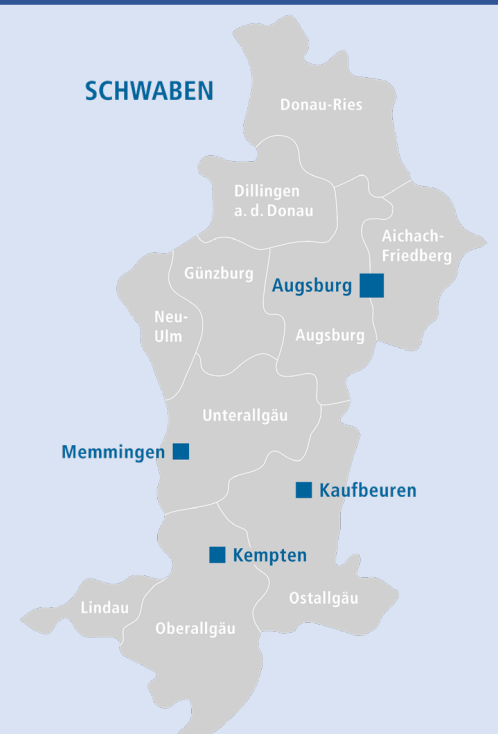 SCHWABEN
Donau-Ries
Dillingen
a. d. Donau
Aichach-
Friedberg
Günzburg
Augsburg
Neu-
Ulm
Augsburg
Unterallgäu
Memmingen
Kaufbeuren
Kempten
Ostallgäu
Lindau
Oberallgäu